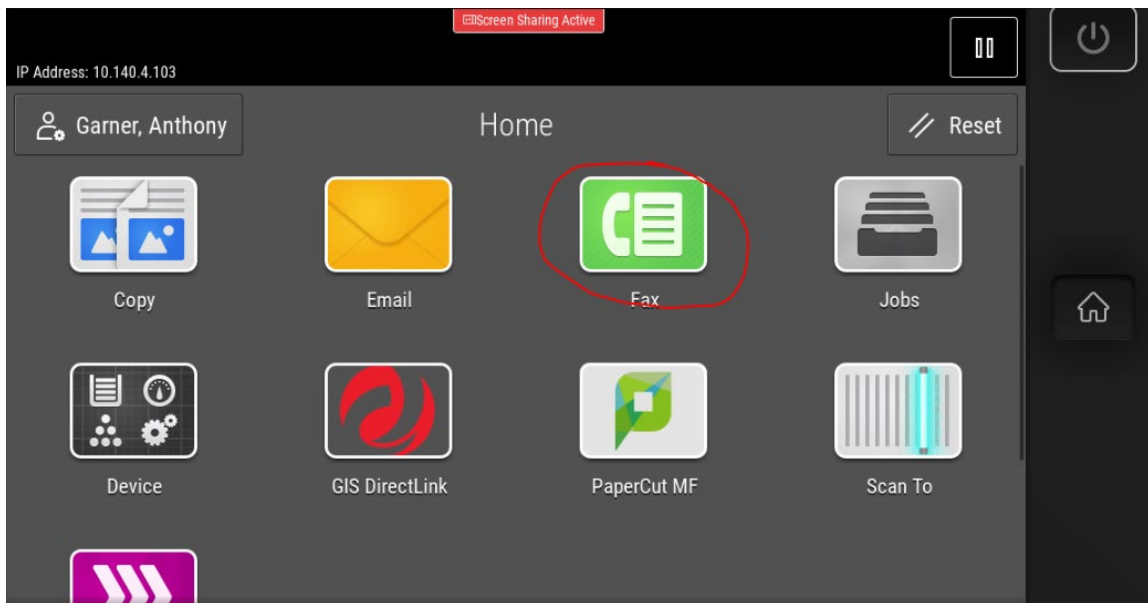 Screen Sharing Active
IP Address: 10.140.4.103
Garner, Anthony
Home
Reset
Copy
Email
Fax
Jobs
Device
GIS DirectLink
PaperCut MF
Scan To